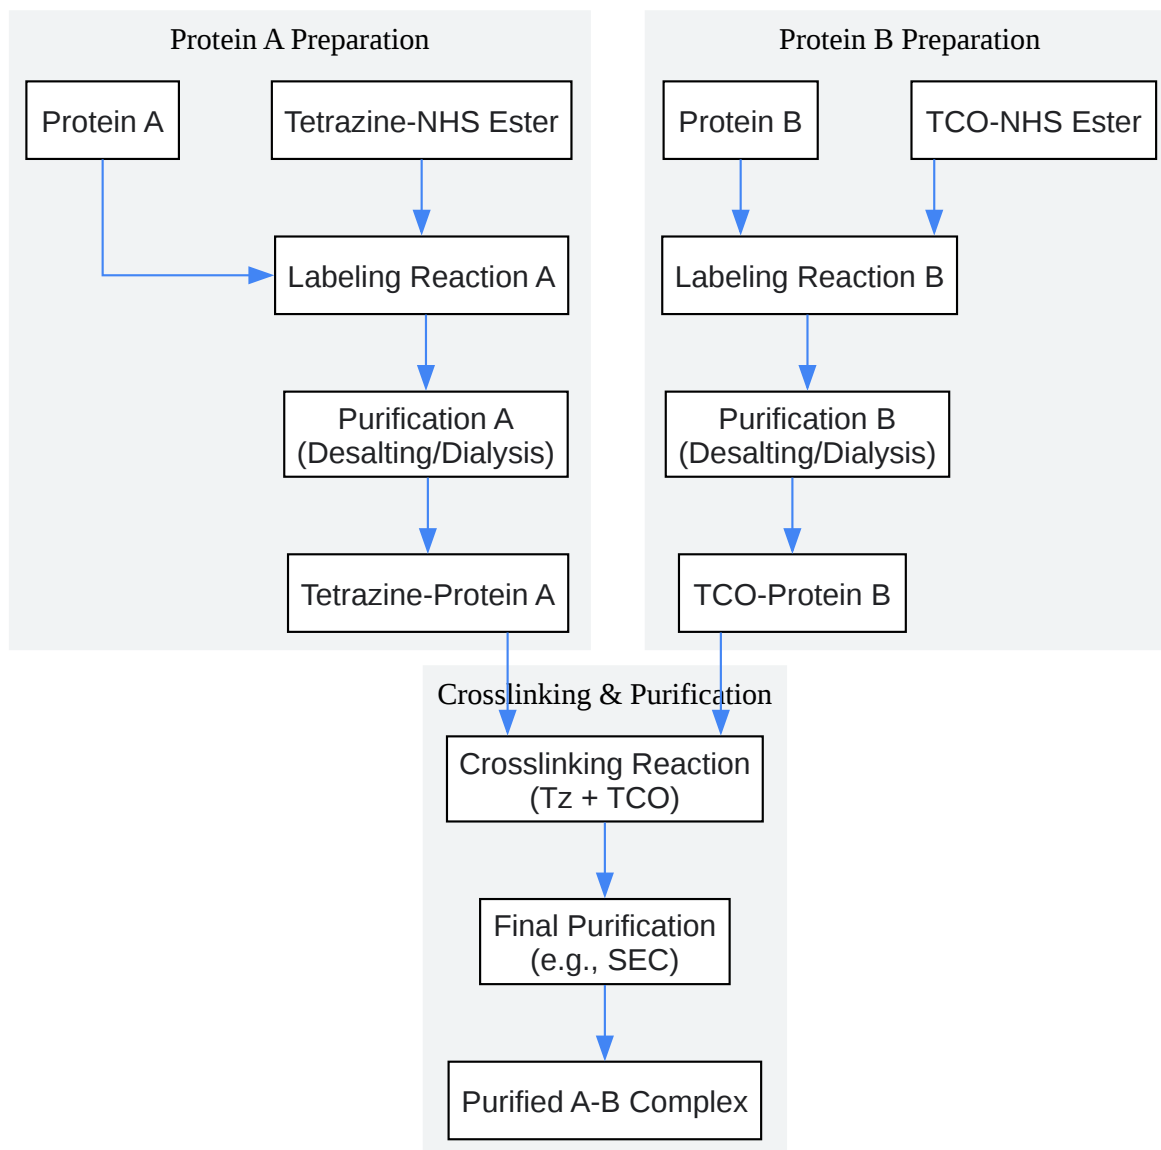 Protein A Preparation
Protein A
Tetrazine-NHS Ester
Labeling Reaction A
Purification A
(Desalting/Dialysis)
Tetrazine-Protein A
Protein B Preparation
Protein B
TCO-NHS Ester
Labeling Reaction B
Purification B
(Desalting/Dialysis)
TCO-Protein B
Crosslinking & Purification
Crosslinking Reaction
(Tz + TCO)
Final Purification
(e.g., SEC)
Purified A-B Complex